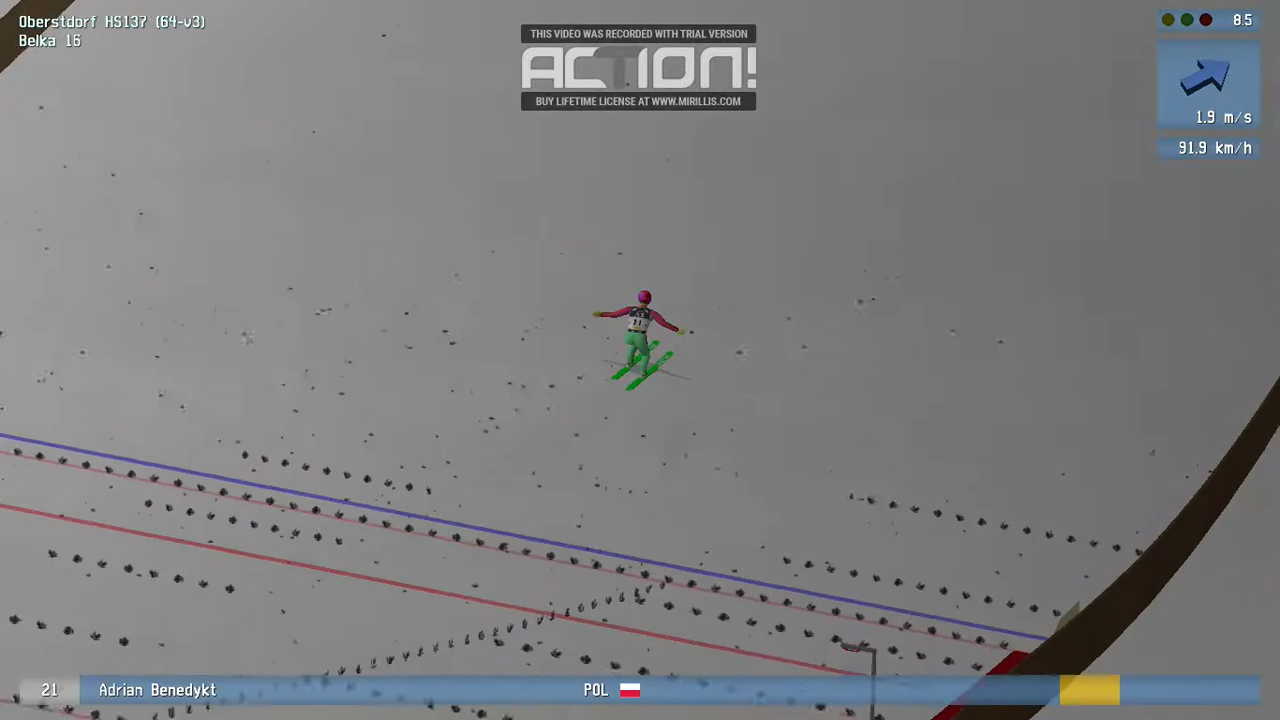 Oberstdorf HS137 (64-v3)
Belka 16
THIS VIDEO WAS RECORDED WITH TRIAL VERSION
ACTION!
BUY LIFETIME LICENSE AT WWW.MIRILLIS.COM
8.5
1.9 m/s
91.9 km/h
11
21 Adrian Benedykt POL